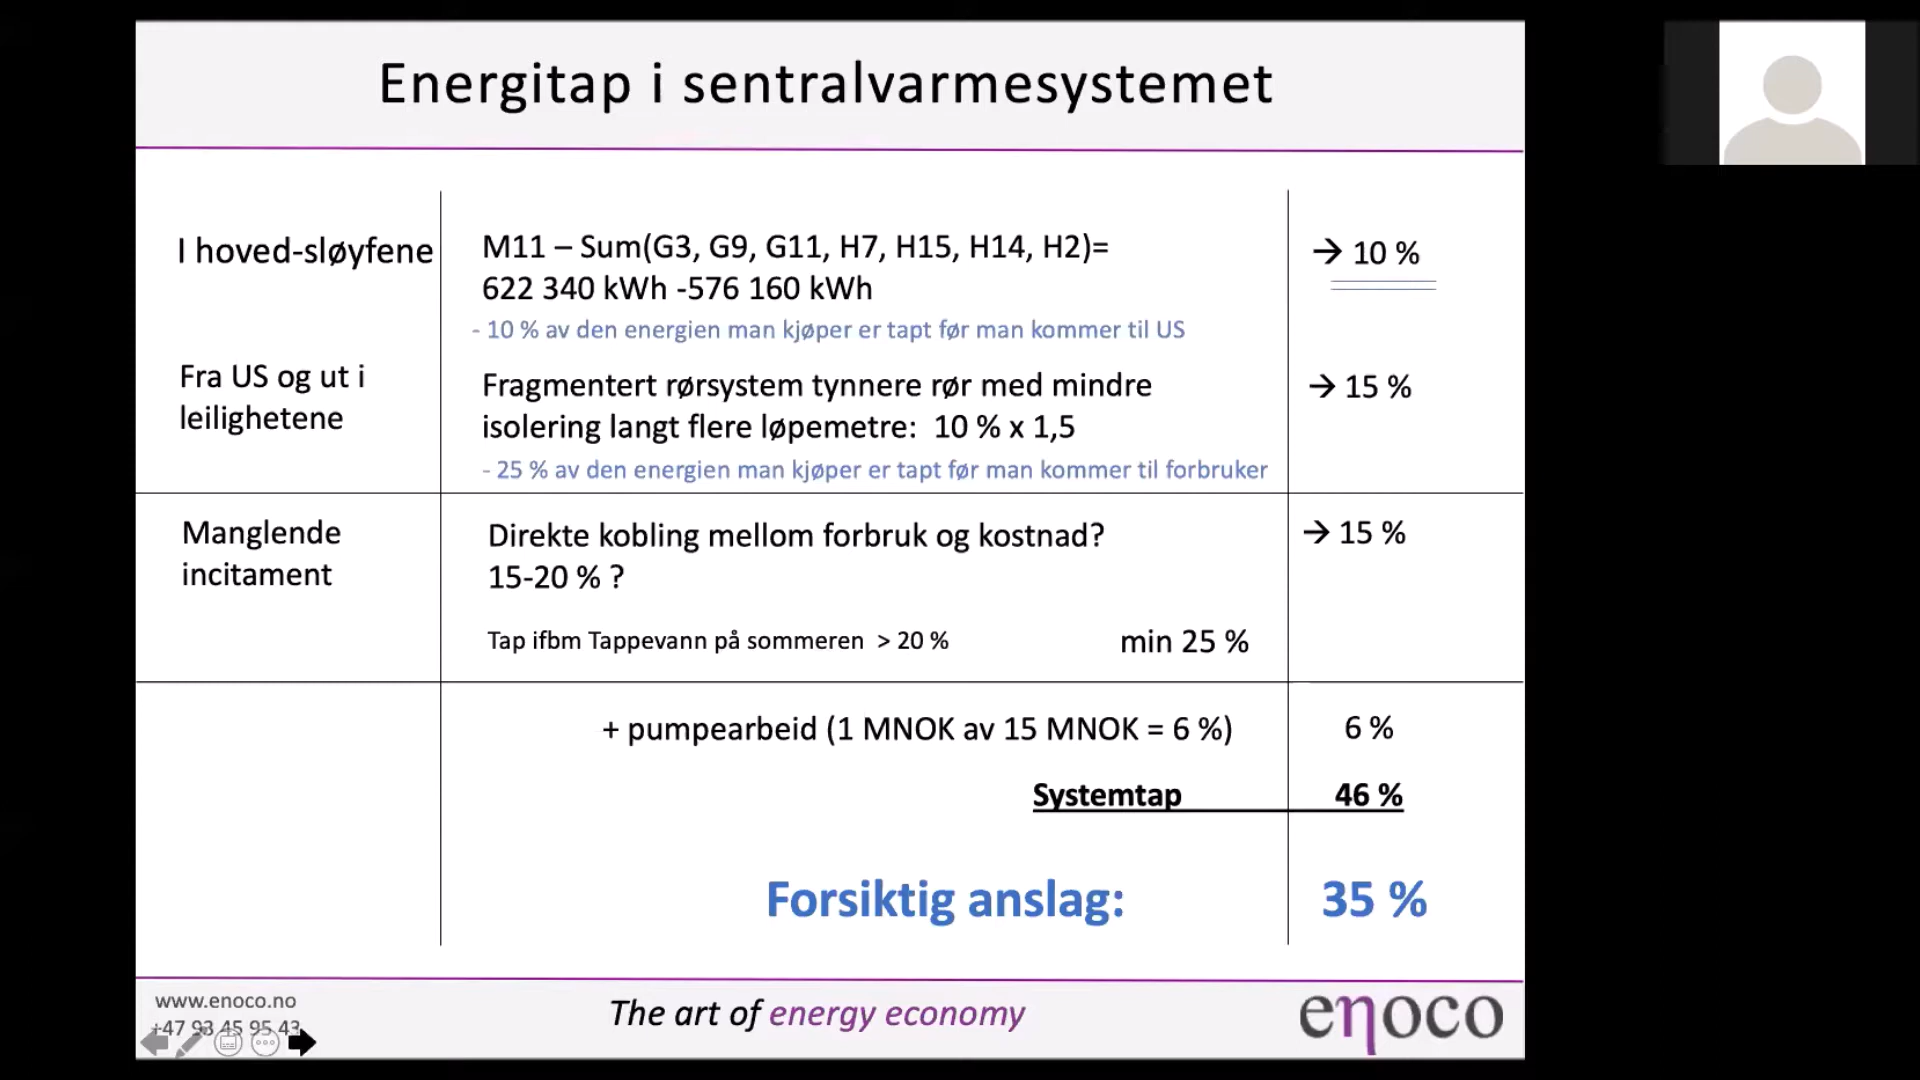 Energitap i sentralvarmesystemet
I hoved-sløyfene
M11 – Sum(G3, G9, G11, H7, H15, H14, H2)=
622 340 kWh -576 160 kWh
- 10 % av den energien man kjøper er tapt før man kommer til US
→ 10 %
Fra US og ut i
leilighetene
Fragmentert rørsystem tynnere rør med mindre
isolering langt flere løpemetre: 10 % x 1,5
- 25 % av den energien man kjøper er tapt før man kommer til forbruker
→ 15 %
Manglende
incitament
Direkte kobling mellom forbruk og kostnad?
15-20 % ?
→ 15 %
Tap ifbm Tappevann på sommeren > 20 %
min 25 %
+ pumpearbeid (1 MNOK av 15 MNOK = 6 %)
6 %
Systemtap
46 %
Forsiktig anslag:
35 %
www.enoco.no
+47 93 45 95 43
The art of energy economy
enoco